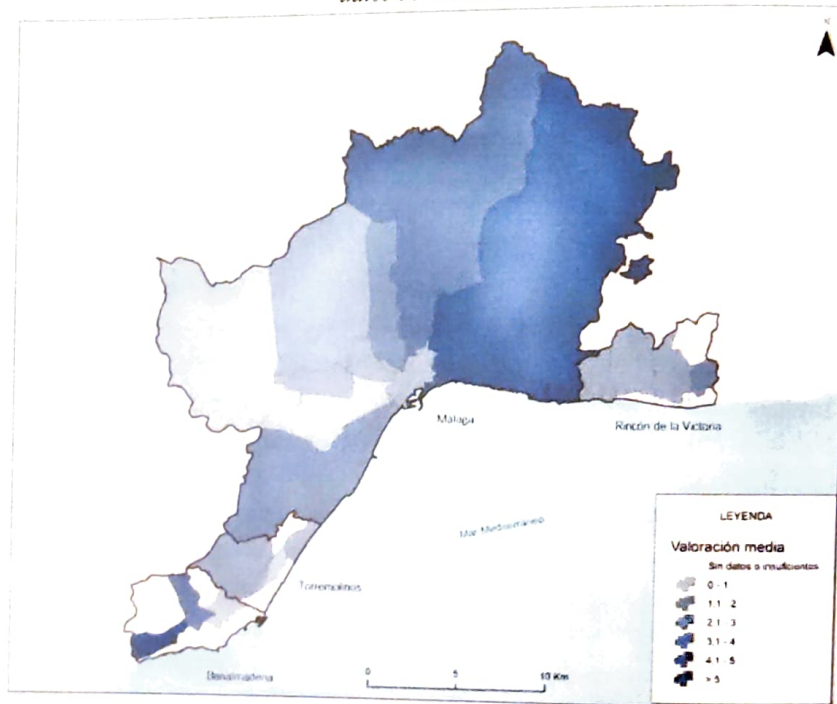 N
Málaga
Rincón de la Victoria
Mar Mediterráneo
Torremolinos
Benalmádena
0 5 10 Km
LEYENDA
Valoración media
Sin datos o insuficientes
0 - 1
1.1 - 2
2.1 - 3
3.1 - 4
4.1 - 5
> 5